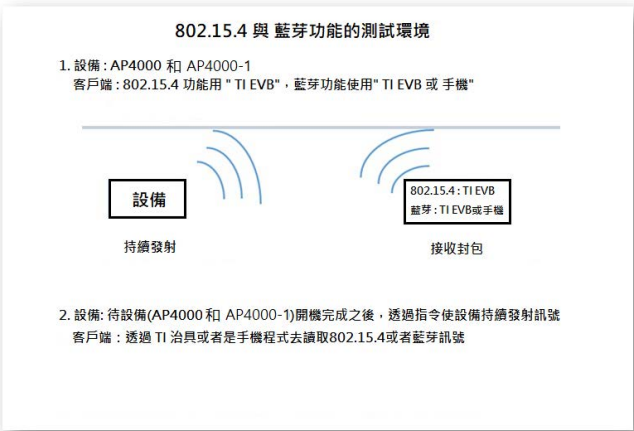 802.15.4 與 藍芽功能的測試環境
1. 設備 : AP4000 和 AP4000-1
客戶端 : 802.15.4 功能用 " TI EVB"，藍芽功能使用" TI EVB 或 手機"
設備
802.15.4 : TI EVB
藍芽 : TI EVB或手機
持續發射
接收封包
2. 設備: 待設備(AP4000 和 AP4000-1)開機完成之後，透過指令使設備持續發射訊號
客戶端：透過 TI 治具或者是手機程式去讀取802.15.4或者藍芽訊號